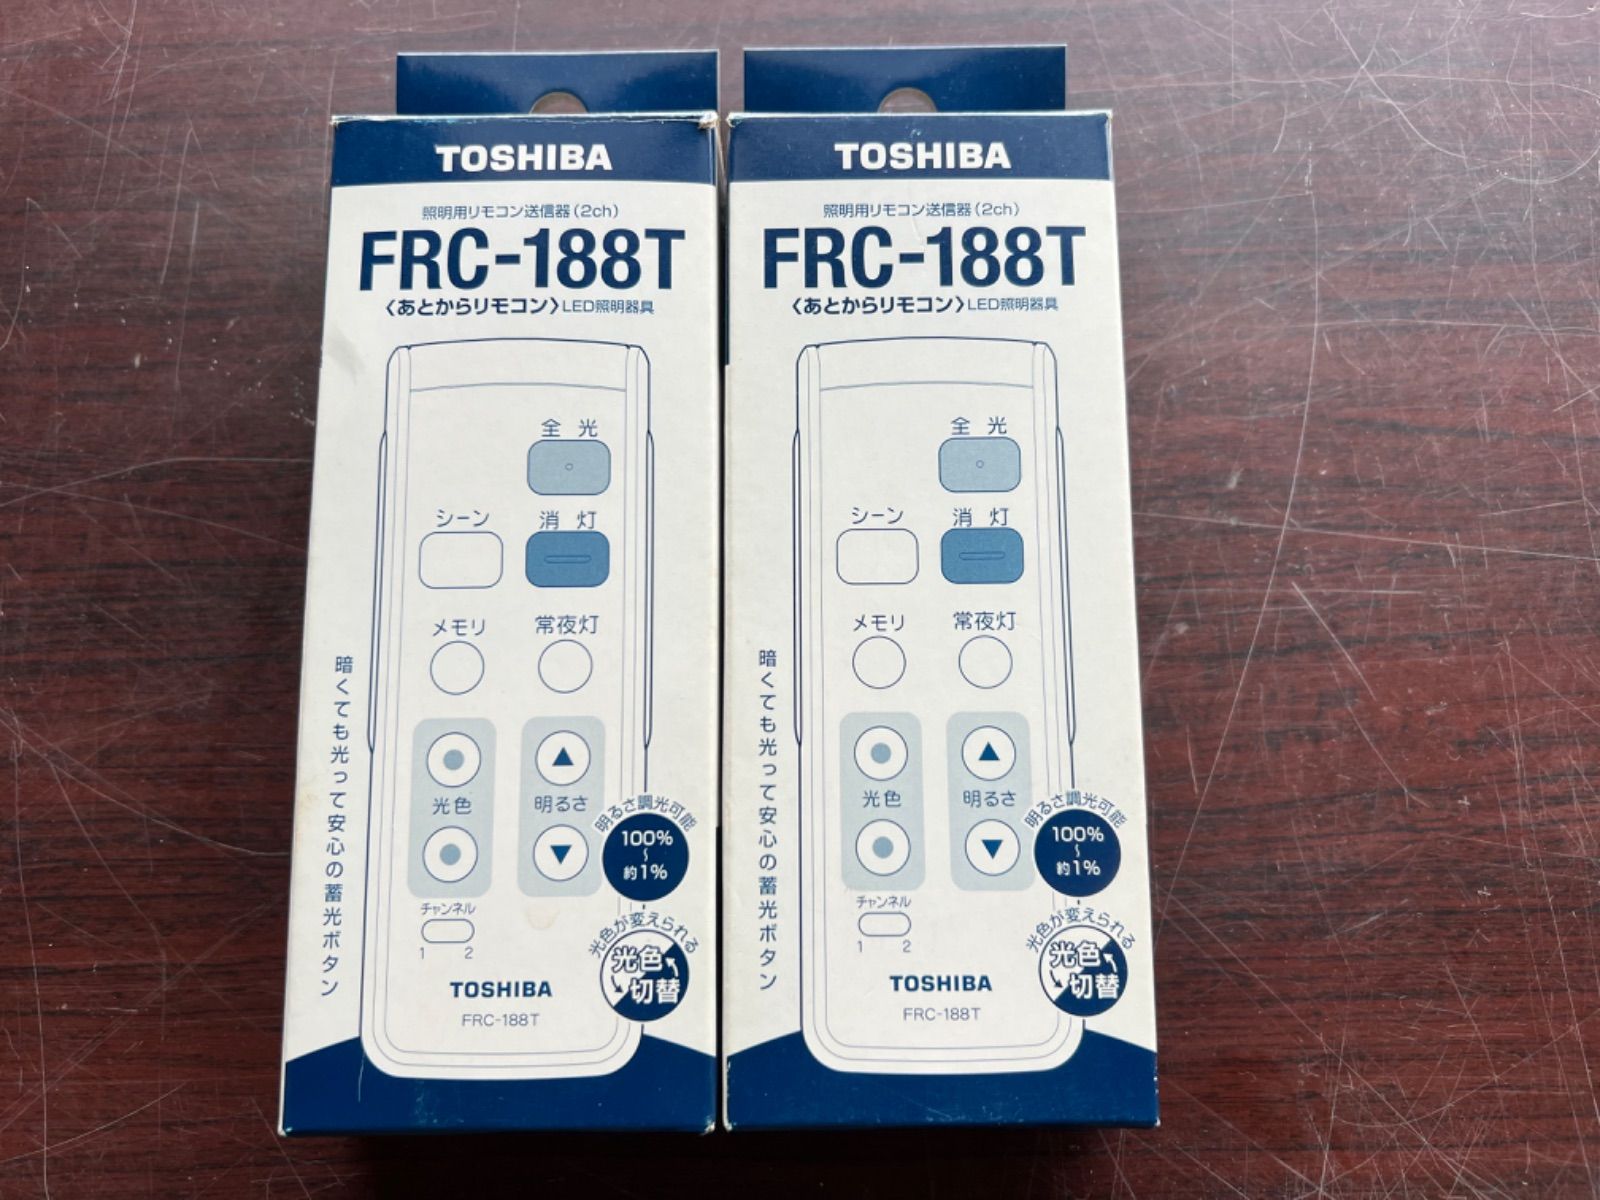 TOSHIBA
照明用リモコン送信器(2ch)
FRC-188T
〈あとからリモコン〉LED照明器具
全 光
シーン
消 灯
メモリ
常夜灯
光色
明るさ
チャンネル
1 2
TOSHIBA
FRC-188T
暗くても光って安心の蓄光ボタン
明るさ調光可能
100%
~
約1%
光色が変えられる
光色
切替
TOSHIBA
照明用リモコン送信器(2ch)
FRC-188T
〈あとからリモコン〉LED照明器具
全 光
シーン
消 灯
メモリ
常夜灯
光色
明るさ
チャンネル
1 2
TOSHIBA
FRC-188T
暗くても光って安心の蓄光ボタン
明るさ調光可能
100%
~
約1%
光色が変えられる
光色
切替